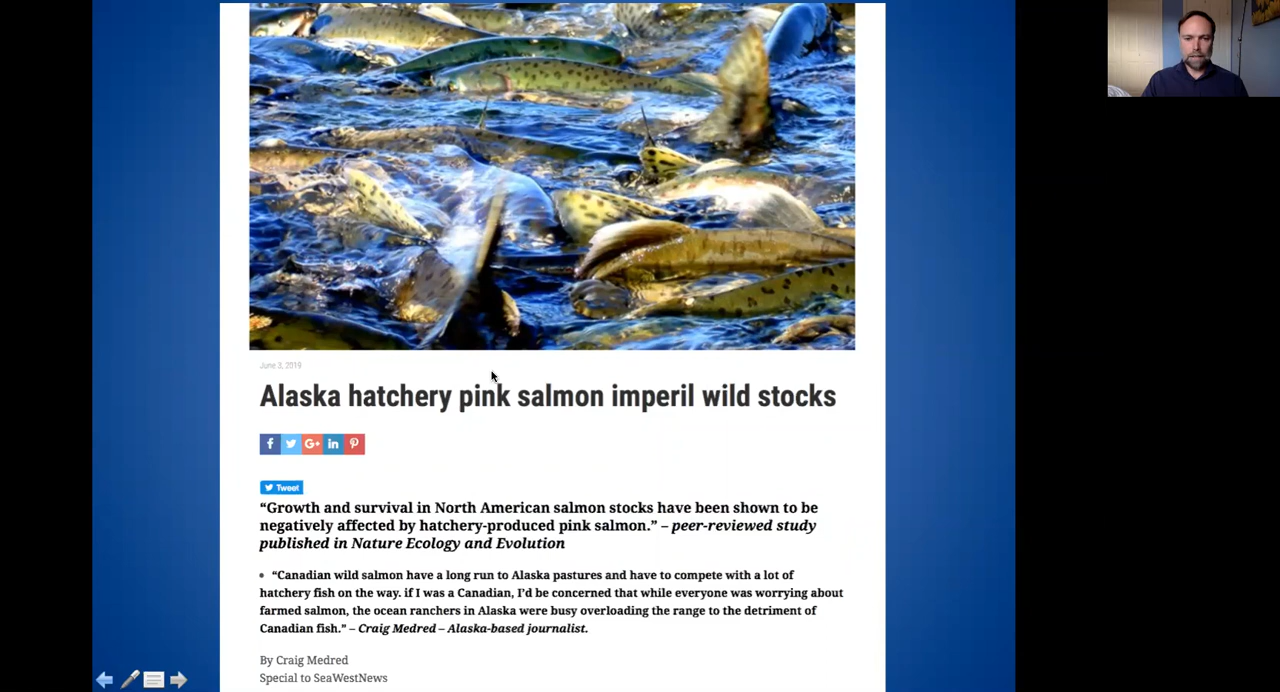 June 3, 2019
Alaska hatchery pink salmon imperil wild stocks
f G+ in
Tweet
“Growth and survival in North American salmon stocks have been shown to be
negatively affected by hatchery-produced pink salmon.” – peer-reviewed study
published in Nature Ecology and Evolution
• “Canadian wild salmon have a long run to Alaska pastures and have to compete with a lot of
hatchery fish on the way. if I was a Canadian, I’d be concerned that while everyone was worrying about
farmed salmon, the ocean ranchers in Alaska were busy overloading the range to the detriment of
Canadian fish.” – Craig Medred – Alaska-based journalist.
By Craig Medred
Special to SeaWestNews